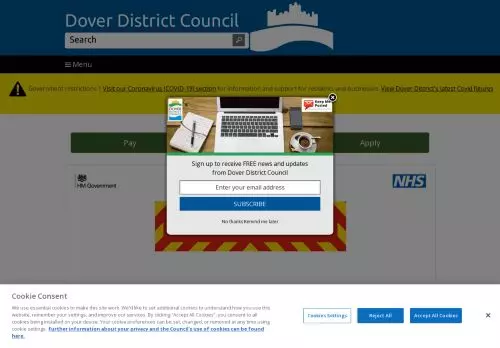 Dover District Council
Search
≡ Menu
Government restrictions | Visit our Coronavirus (COVID-19) section for information and support for residents and businesses. View Dover District's latest Covid figures
Keep Me
Posted
Pay
Apply
Sign up to receive FREE news and updates
from Dover District Council
Enter your email address
SUBSCRIBE
No thanks Remind me later
HM Government
NHS
Cookie Consent
We use essential cookies to make this site work. We'd like to set additional cookies to understand how you use this
website, remember your settings, and improve our services. By clicking "Accept All Cookies", you consent to all
cookies being installed on your device. Your cookie preferences can be set, changed, or removed at any time using
cookie settings. Further information about your privacy and the Council's use of cookies can be found
here.
Cookies Settings
Reject All
Accept All Cookies